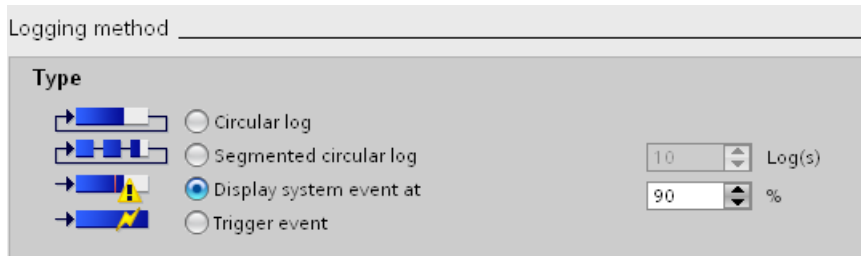 Logging method
Type
Circular log
Segmented circular log 10 Log(s)
Display system event at 90 %
Trigger event